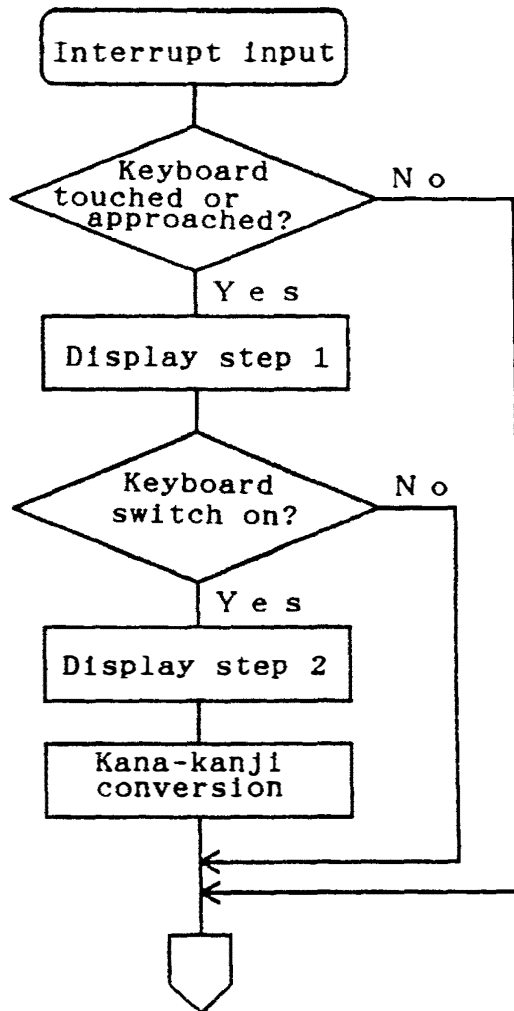 Interrupt input
Keyboard
touched or
approached?
No
Yes
Display step 1
Keyboard
switch on?
No
Yes
Display step 2
Kana-kanji
conversion